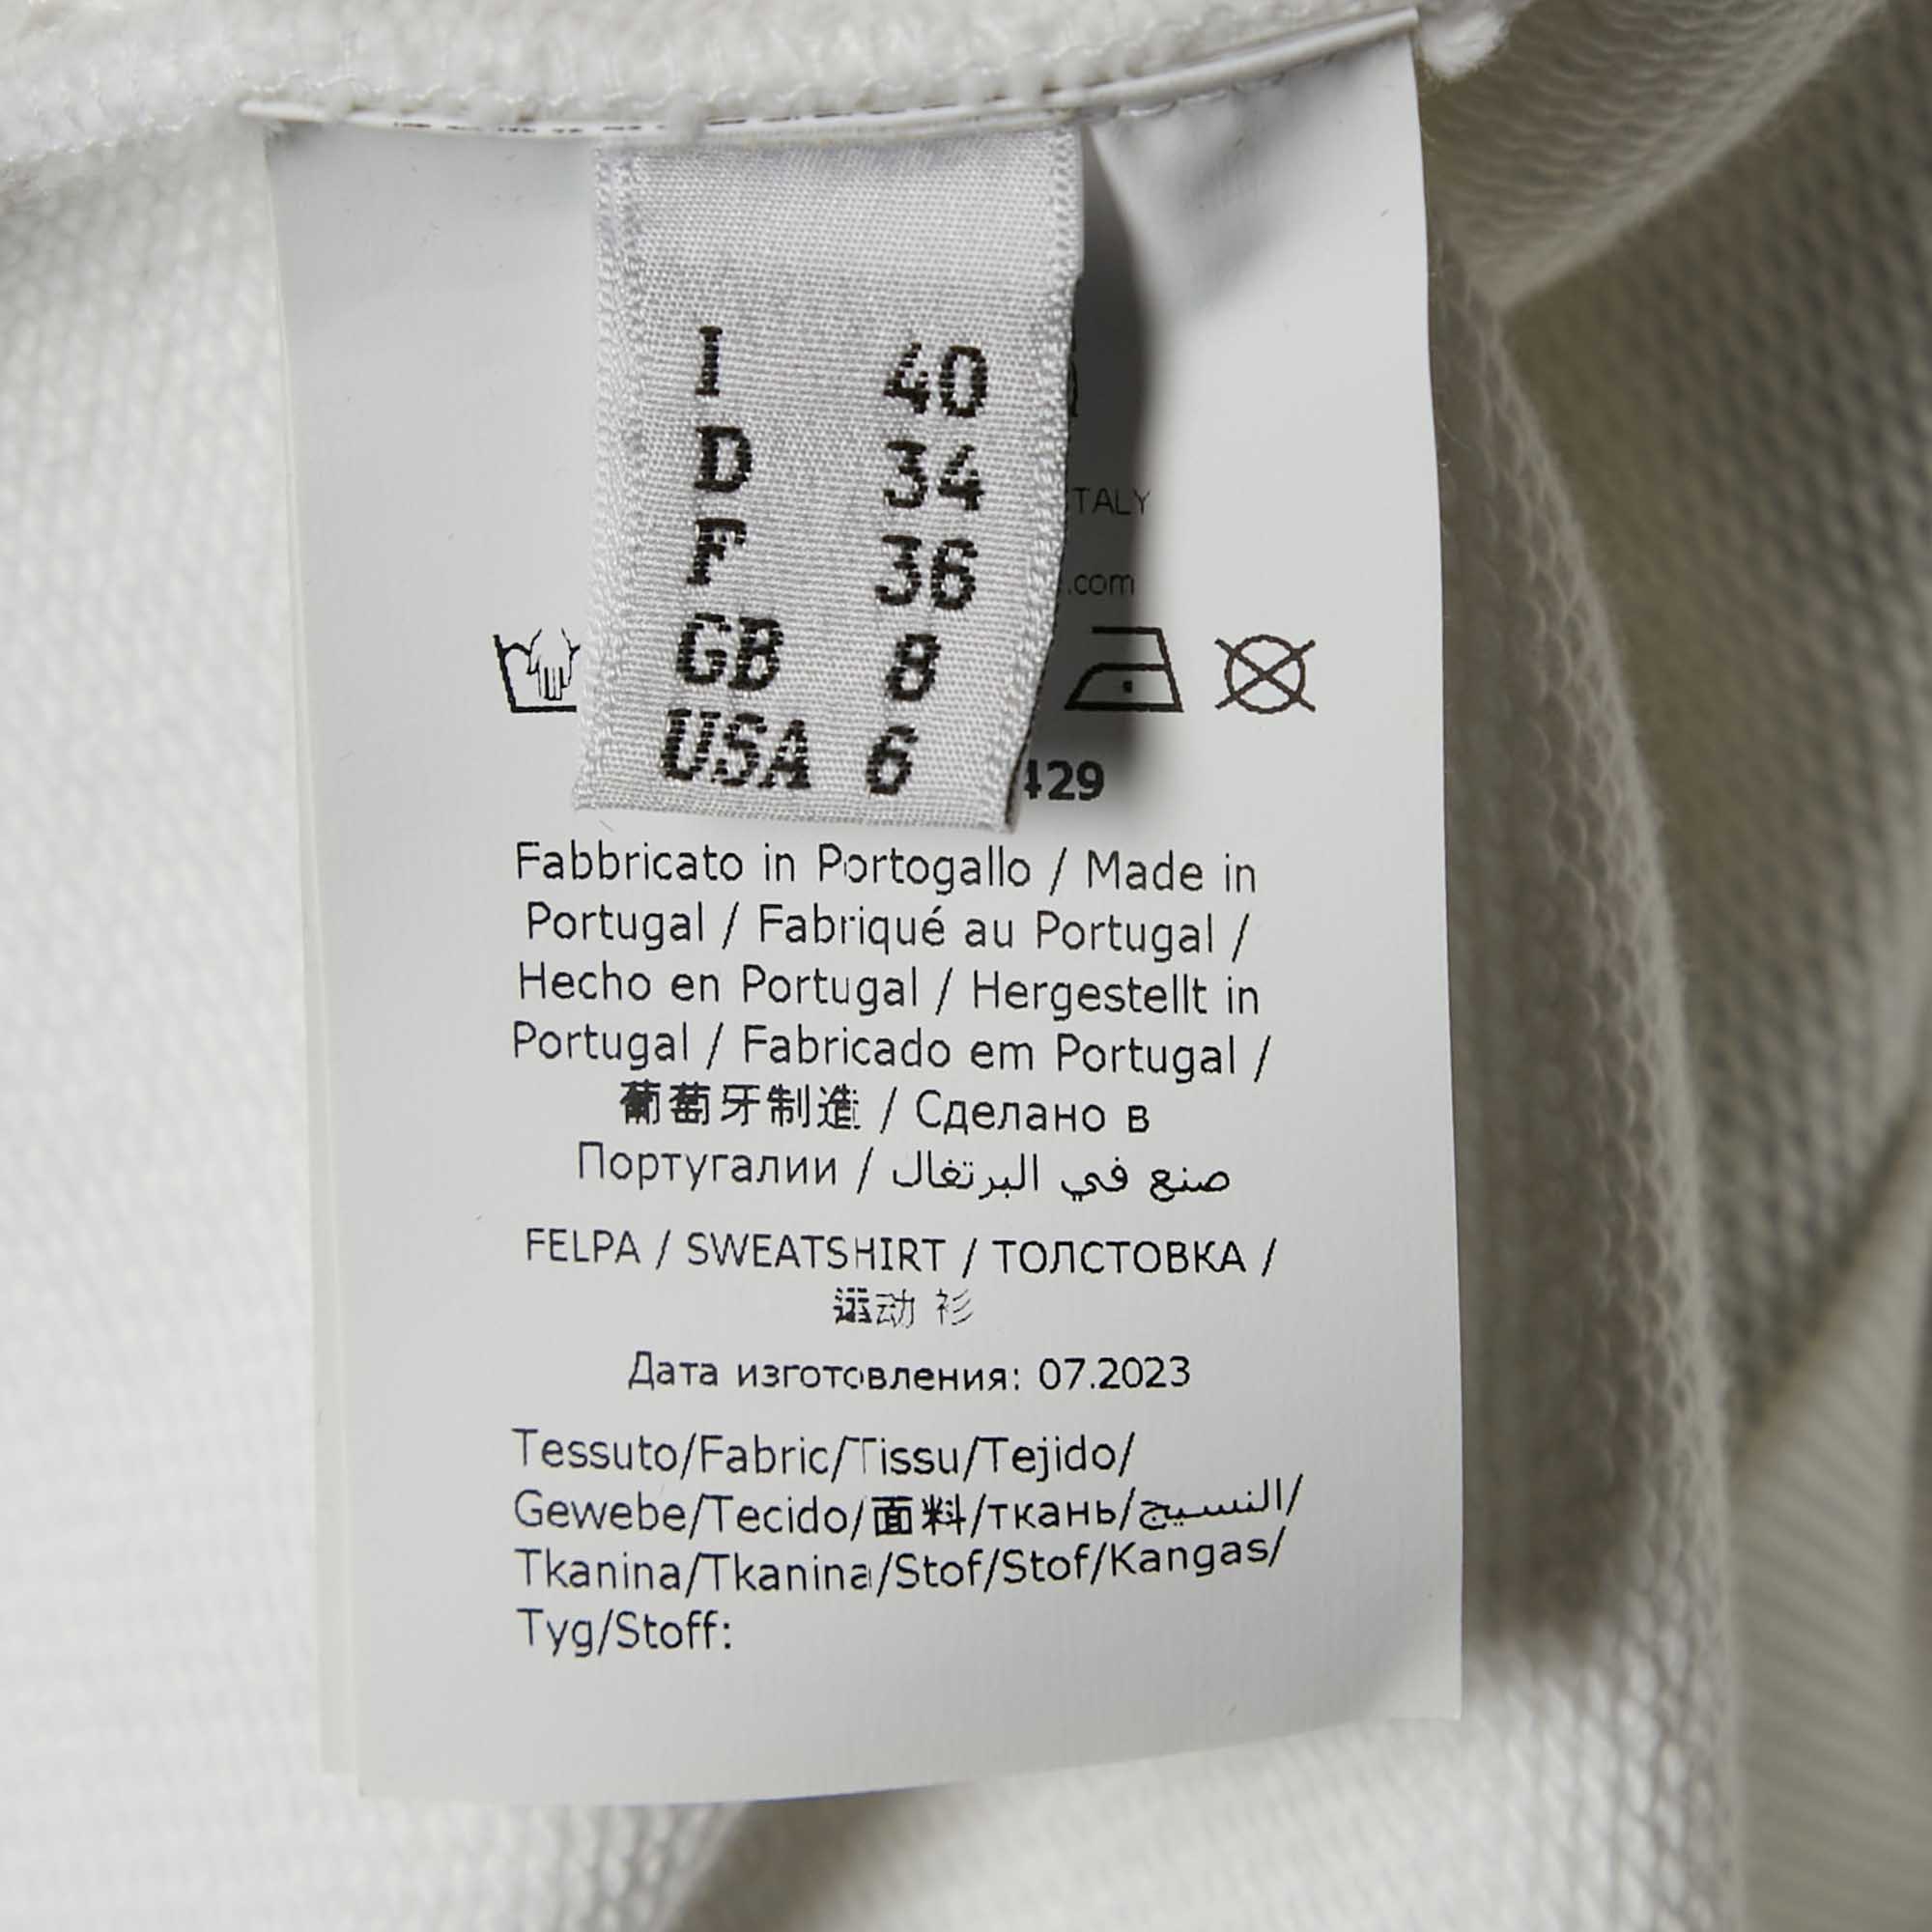 I 40
D 34
F 36
GB 8
USA 6
.com
Fabbricato in Portogallo / Made in
Portugal / Fabriqué au Portugal /
Hecho en Portugal / Hergestellt in
Portugal / Fabricado em Portugal /
葡萄牙制造 / Сделано в
Португалии / صنع في البرتغال
FELPA / SWEATSHIRT / ТОЛСТОВКА /
运动 衫
Дата изготовления: 07.2023
Tessuto/Fabric/Tissu/Tejido/
Gewebe/Tecido/面料/ткань/النسيج/
Tkanina/Tkanina/Stof/Stof/Kangas/
Tyg/Stoff: